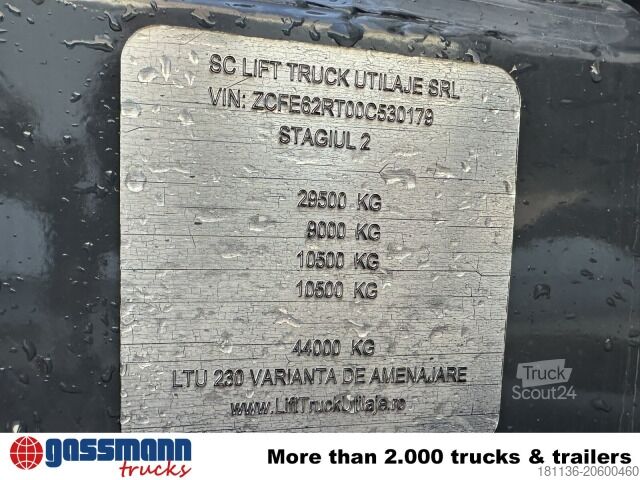 SC LIFT TRUCK UTILAJE SRL
VIN: ZCFE62RT00C530179
STAGIUL 2
29500 KG
9000 KG
10500 KG
10500 KG
44000 KG
LTU 230 VARIANTA DE AMENAJARE
www.LiftTruckUtilaje.ro
Truck
Scout24
gassmann
trucks
More than 2.000 trucks & trailers
181136-20600460